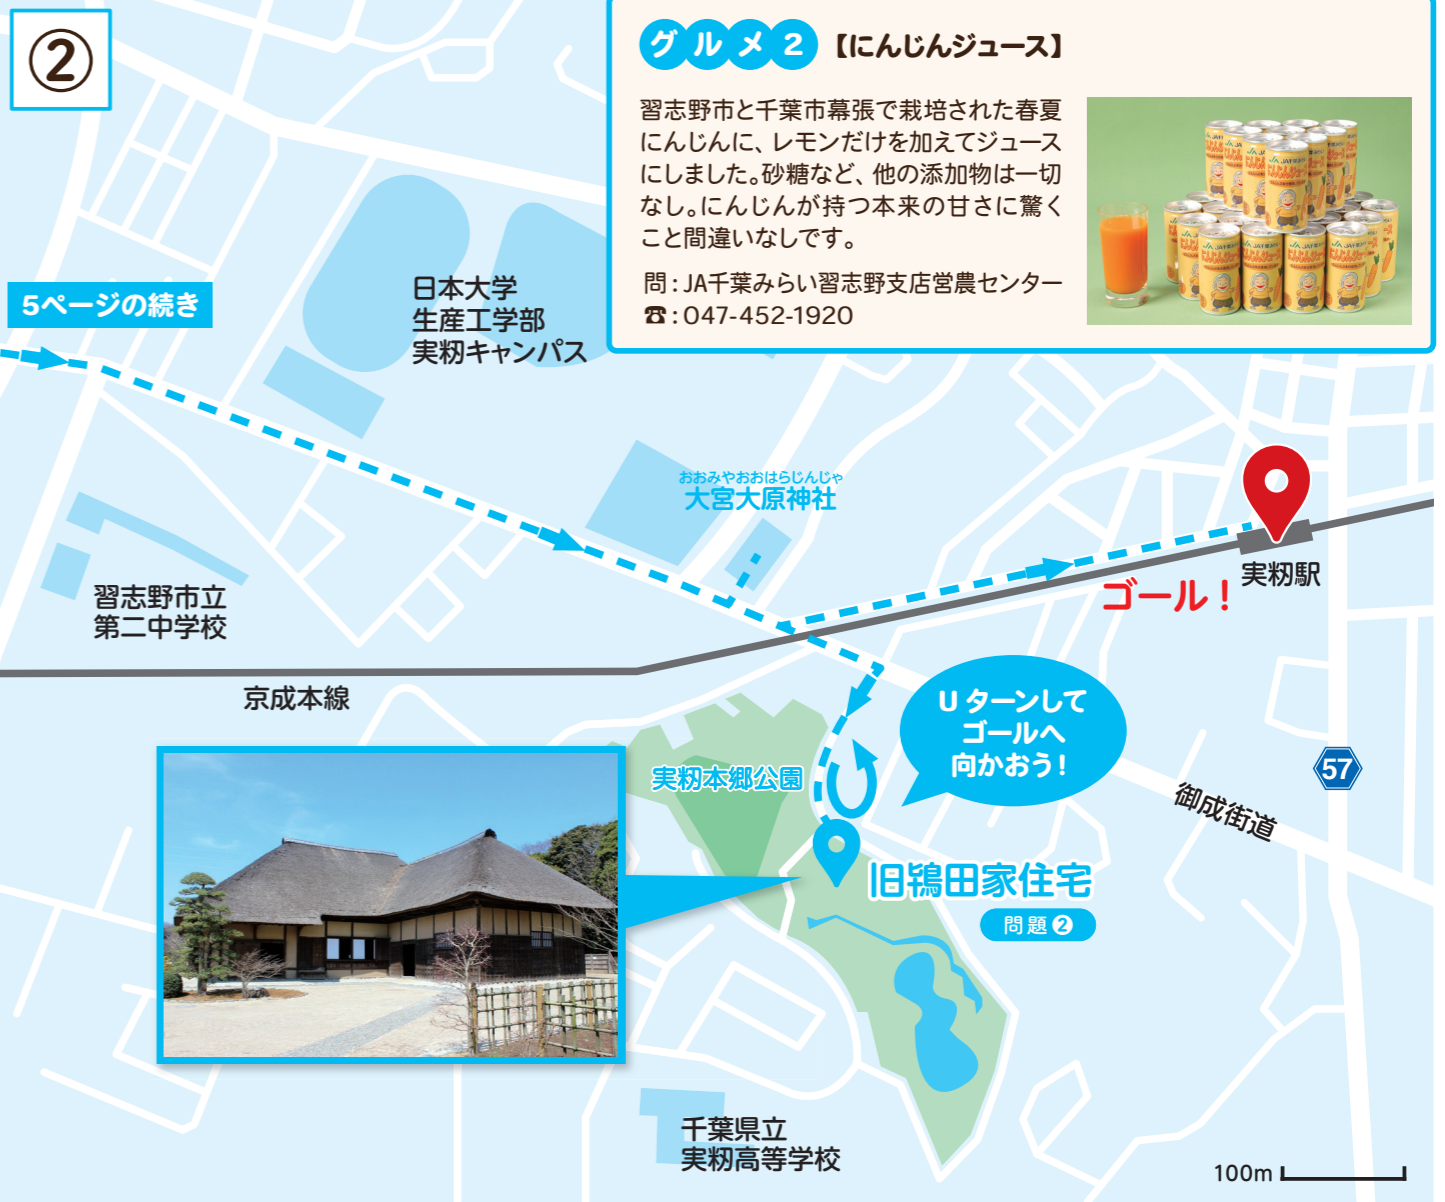 ②
グルメ2 【にんじんジュース】
習志野市と千葉市幕張で栽培された春夏
にんじんに、レモンだけを加えてジュース
にしました。砂糖など、他の添加物は一切
なし。にんじんが持つ本来の甘さに驚く
こと間違いなしです。
問：JA千葉みらい習志野支店営農センター
☎：047-452-1920
5ページの続き
日本大学
生産工学部
実籾キャンパス
おおみやおおはらじんじゃ
大宮大原神社
実籾駅
ゴール！
習志野市立
第二中学校
京成本線
Uターンして
ゴールへ
向かおう！
実籾本郷公園
57
御成街道
旧鴇田家住宅
問題❷
千葉県立
実籾高等学校
100m